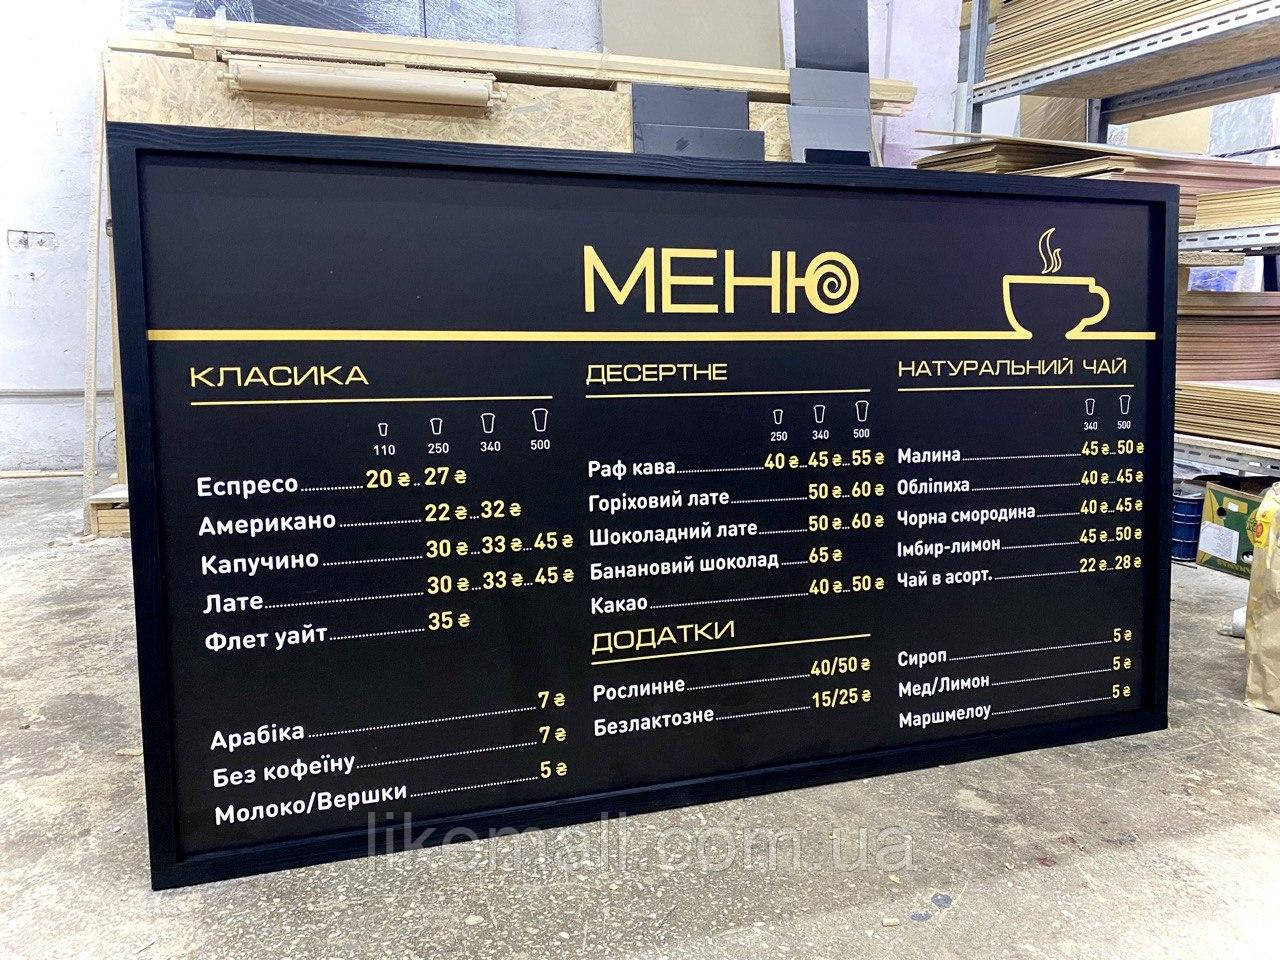 МЕНЮ
КЛАСИКА
110 250 340 500
Еспресо 20 ₴ 27 ₴
Американо 22 ₴ 32 ₴
Капучино 30 ₴ 33 ₴ 45 ₴
Лате 30 ₴ 33 ₴ 45 ₴
Флет уайт 35 ₴
Арабіка 7 ₴
Без кофеїну 7 ₴
Молоко/Вершки 5 ₴
ДЕСЕРТНЕ
250 340 500
Раф кава 40 ₴ 45 ₴ 55 ₴
Горіховий лате 50 ₴ 60 ₴
Шоколадний лате 50 ₴ 60 ₴
Банановий шоколад 65 ₴
Какао 40 ₴ 50 ₴
ДОДАТКИ
Рослинне 40/50 ₴
Безлактозне 15/25 ₴
НАТУРАЛЬНИЙ ЧАЙ
340 500
Малина 45 ₴ 50 ₴
Обліпиха 40 ₴ 45 ₴
Чорна смородина 40 ₴ 45 ₴
Імбир-лимон 45 ₴ 50 ₴
Чай в асорт. 22 ₴ 28 ₴
Сироп 5 ₴
Мед/Лимон 5 ₴
Маршмелоу 5 ₴
likemall.com.ua